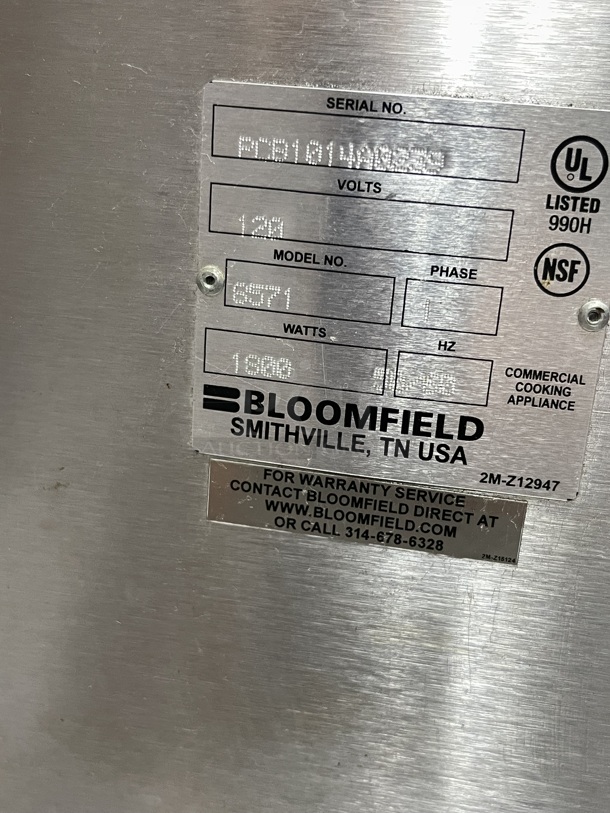 SERIAL NO.
VOLTS
120
MODEL NO.
PHASE
8571
1
WATTS
HZ
1800
UL
LISTED
990H
NSF
COMMERCIAL
COOKING
APPLIANCE
BLOOMFIELD
SMITHVILLE, TN USA
2M-Z12947
FOR WARRANTY SERVICE
CONTACT BLOOMFIELD DIRECT AT
WWW.BLOOMFIELD.COM
OR CALL 314-678-6328